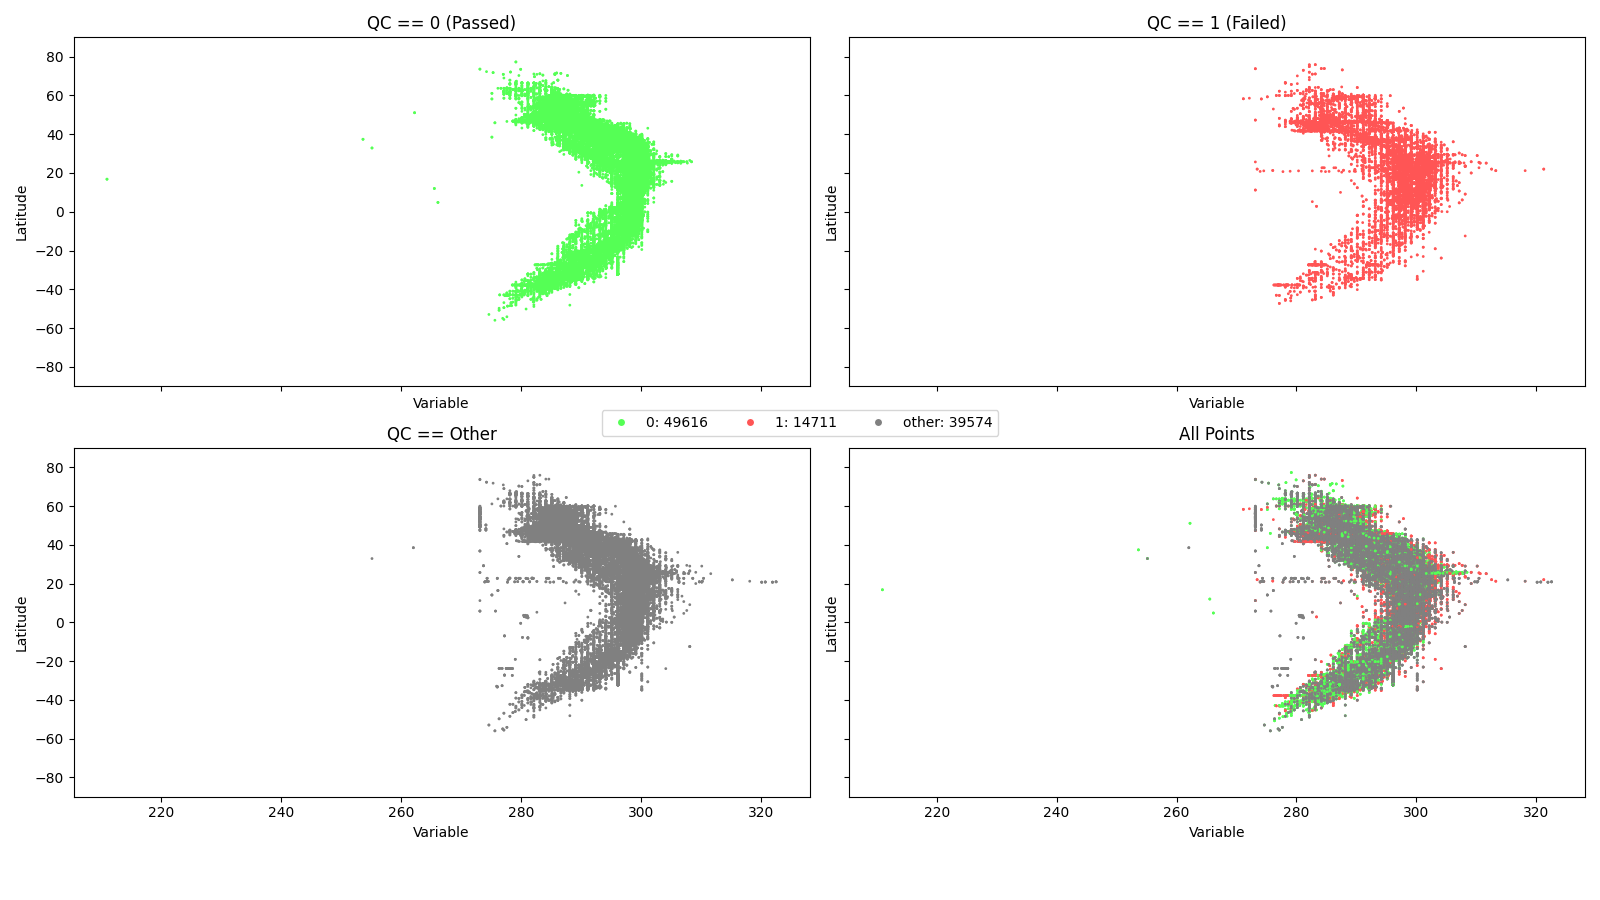 QC == 0 (Passed)
QC == 1 (Failed)
80
60
40
20
0
−20
−40
−60
−80
Latitude
Latitude
Variable
Variable
0: 49616
1: 14711
other: 39574
QC == Other
All Points
80
60
40
20
0
−20
−40
−60
−80
Latitude
Latitude
220 240 260 280 300 320
220 240 260 280 300 320
Variable
Variable